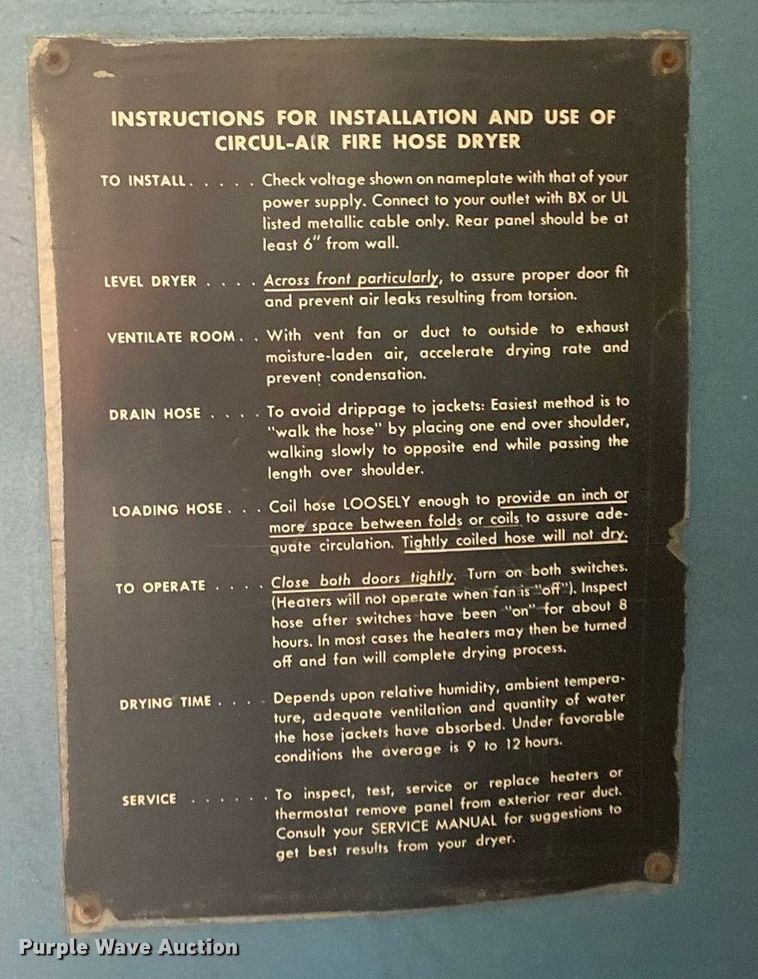 INSTRUCTIONS FOR INSTALLATION AND USE OF
CIRCUL-AIR FIRE HOSE DRYER
TO INSTALL. . . . . Check voltage shown on nameplate with that of your
power supply. Connect to your outlet with BX or UL
listed metallic cable only. Rear panel should be at
least 6" from wall.
LEVEL DRYER . . . . Across front particularly, to assure proper door fit
and prevent air leaks resulting from torsion.
VENTILATE ROOM. . With vent fan or duct to outside to exhaust
moisture-laden air, accelerate drying rate and
prevent condensation.
DRAIN HOSE . . . . To avoid drippage to jackets: Easiest method is to
"walk the hose" by placing one end over shoulder,
walking slowly to opposite end while passing the
length over shoulder.
LOADING HOSE. . . Coil hose LOOSELY enough to provide an inch or
more space between folds or coils to assure ade-
quate circulation. Tightly coiled hose will not dry.
TO OPERATE . . . . Close both doors tightly. Turn on both switches.
(Heaters will not operate when fan is "off"). Inspect
hose after switches have been "on" for about 8
hours. In most cases the heaters may then be turned
off and fan will complete drying process.
DRYING TIME . . . . Depends upon relative humidity, ambient tempera-
ture, adequate ventilation and quantity of water
the hose jackets have absorbed. Under favorable
conditions the average is 9 to 12 hours.
SERVICE . . . . . . To inspect, test, service or replace heaters or
thermostat remove panel from exterior rear duct.
Consult your SERVICE MANUAL for suggestions to
get best results from your dryer.
Purple Wave Auction